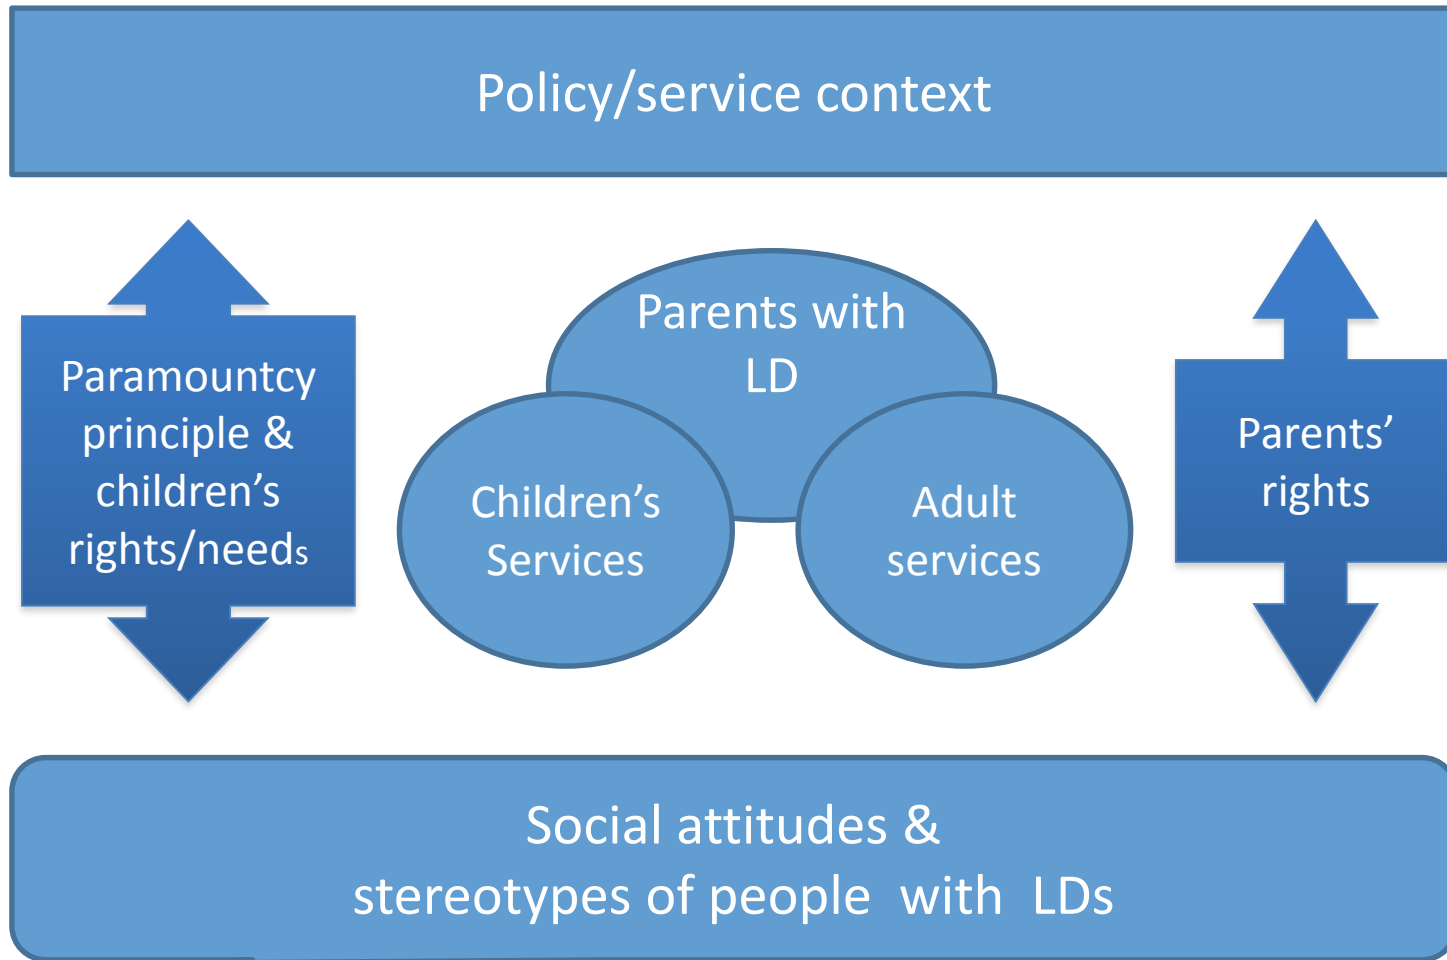 Policy/service context
Parents with
LD
Paramountcy
principle &
children’s
rights/needs
Children’s
Services
Adult
services
Parents’
rights
Social attitudes &
stereotypes of people  with  LDs